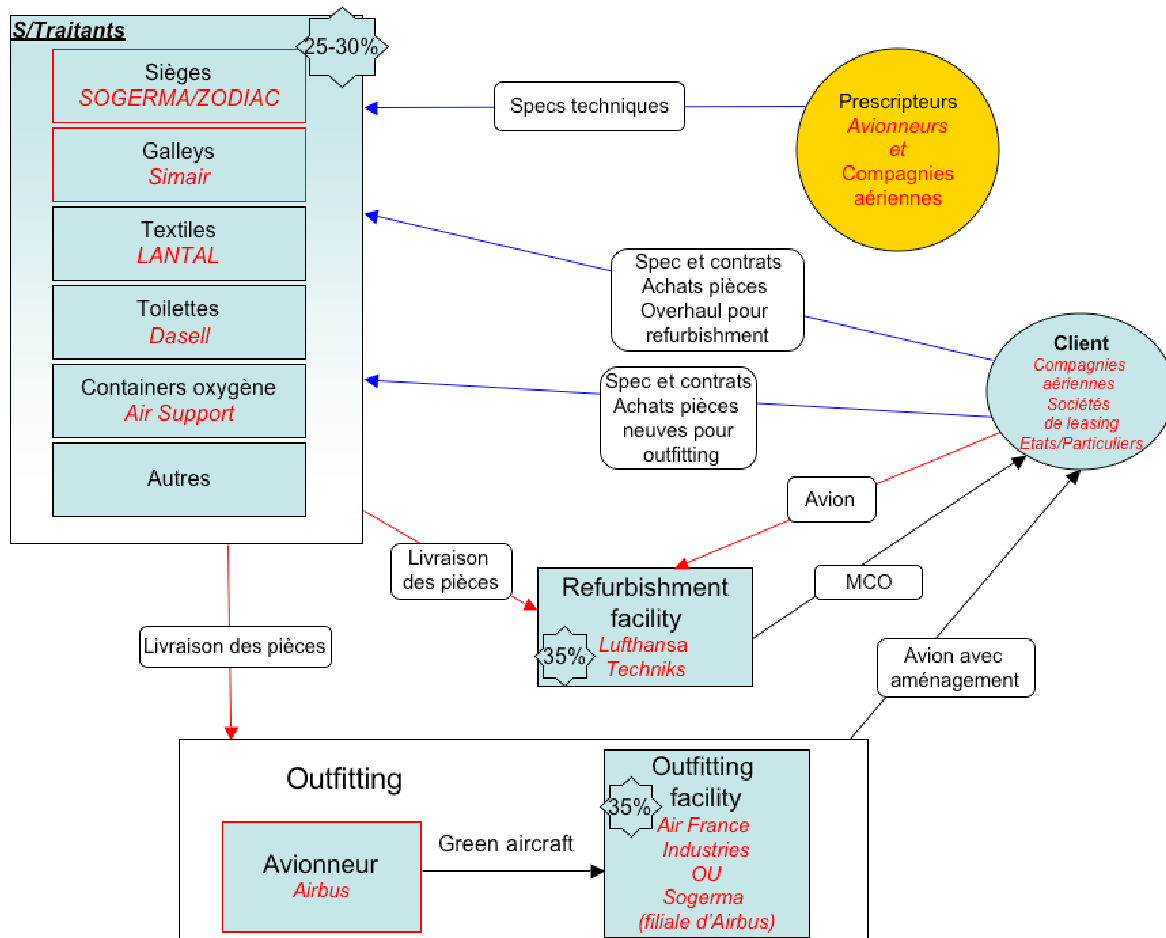 S/Traitants
25-30%
Sièges
SOGERMA/ZODIAC
Galleys
Simair
Textiles
LANTAL
Toilettes
Dasell
Containers oxygène
Air Support
Autres
Specs techniques
Prescripteurs
Avionneurs
et
Compagnies
aériennes
Spec et contrats
Achats pièces
Overhaul pour
refurbishment
Spec et contrats
Achats pièces
neuves pour
outfitting
Client
Compagnies
aériennes
Sociétés
de leasing
Etats/Particuliers
Avion
Livraison
des pièces
Refurbishment
facility
35%
Lufthansa
Techniks
MCO
Livraison des pièces
Avion avec
aménagement
Outfitting
Avionneur
Airbus
Green aircraft
Outfitting
facility
35%
Air France
Industries
OU
Sogerma
(filiale d'Airbus)